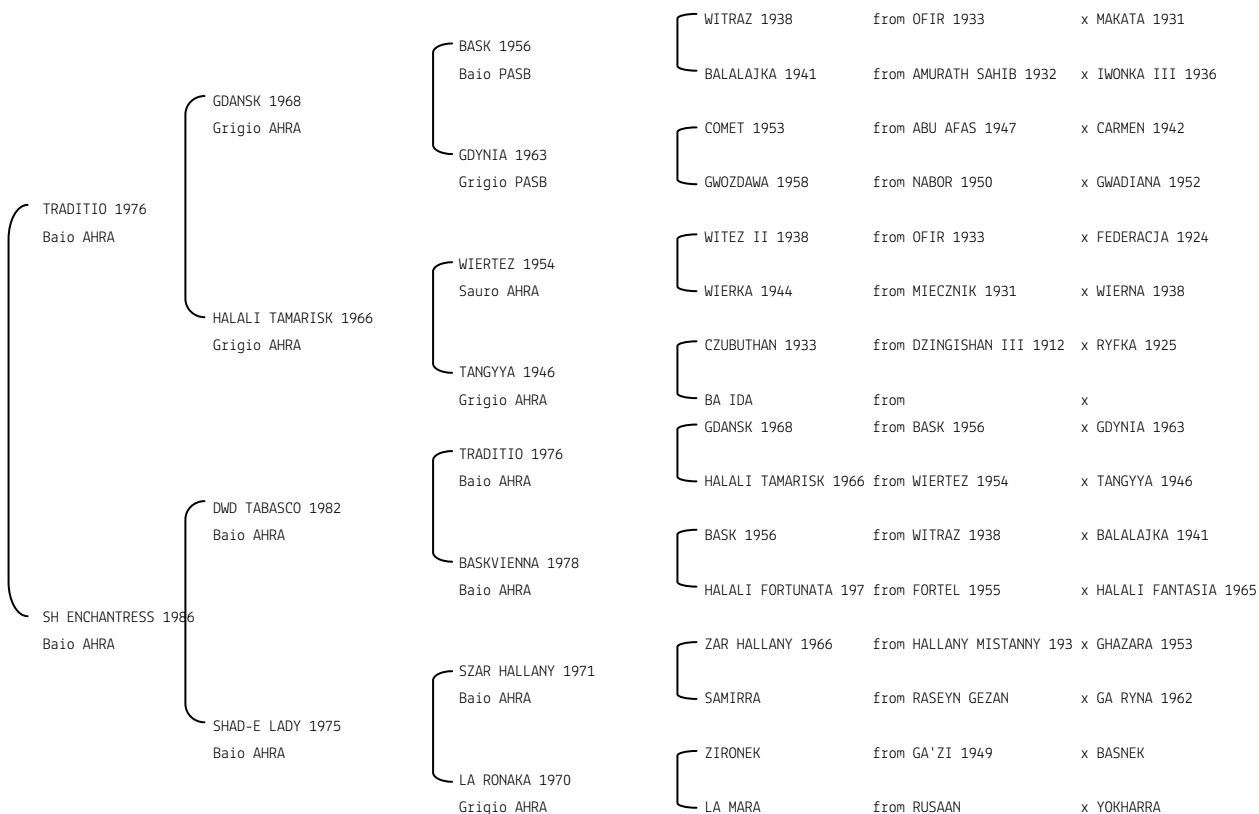 WITRAZ 1938 from OFIR 1933 x MAKATA 1931
BASK 1956
Baio PASB
BALALAJKA 1941 from AMURATH SAHIB 1932 x IWONKA III 1936
GDANSK 1968
Grigio AHRA
COMET 1953 from ABU AFAS 1947 x CARMEN 1942
GDYNIA 1963
Grigio PASB
GWOZDAWA 1958 from NABOR 1950 x GWADIANA 1952
TRADITIO 1976
Baio AHRA
WITEZ II 1938 from OFIR 1933 x FEDERACJA 1924
WIERTEZ 1954
Sauro AHRA
WIERKA 1944 from MIECZNIK 1931 x WIERNA 1938
HALALI TAMARISK 1966
Grigio AHRA
CZUBUTHAN 1933 from DZINGISHAN III 1912 x RYFKA 1925
TANGYYA 1946
Grigio AHRA
BA IDA from x
GDANSK 1968 from BASK 1956 x GDYNIA 1963
TRADITIO 1976
Baio AHRA
HALALI TAMARISK 1966 from WIERTEZ 1954 x TANGYYA 1946
DWD TABASCO 1982
Baio AHRA
BASK 1956 from WITRAZ 1938 x BALALAJKA 1941
BASKVIENNA 1978
Baio AHRA
HALALI FORTUNATA 197 from FORTEL 1955 x HALALI FANTASIA 1965
SH ENCHANTRESS 1986
Baio AHRA
ZAR HALLANY 1966 from HALLANY MISTANNY 193 x GHAZARA 1953
SZAR HALLANY 1971
Baio AHRA
SAMIRRA from RASEYN GEZAN x GA RYNA 1962
SHAD-E LADY 1975
Baio AHRA
ZIRONEK from GA'ZI 1949 x BASNEK
LA RONAKA 1970
Grigio AHRA
LA MARA from RUSAAN x YOKHARRA